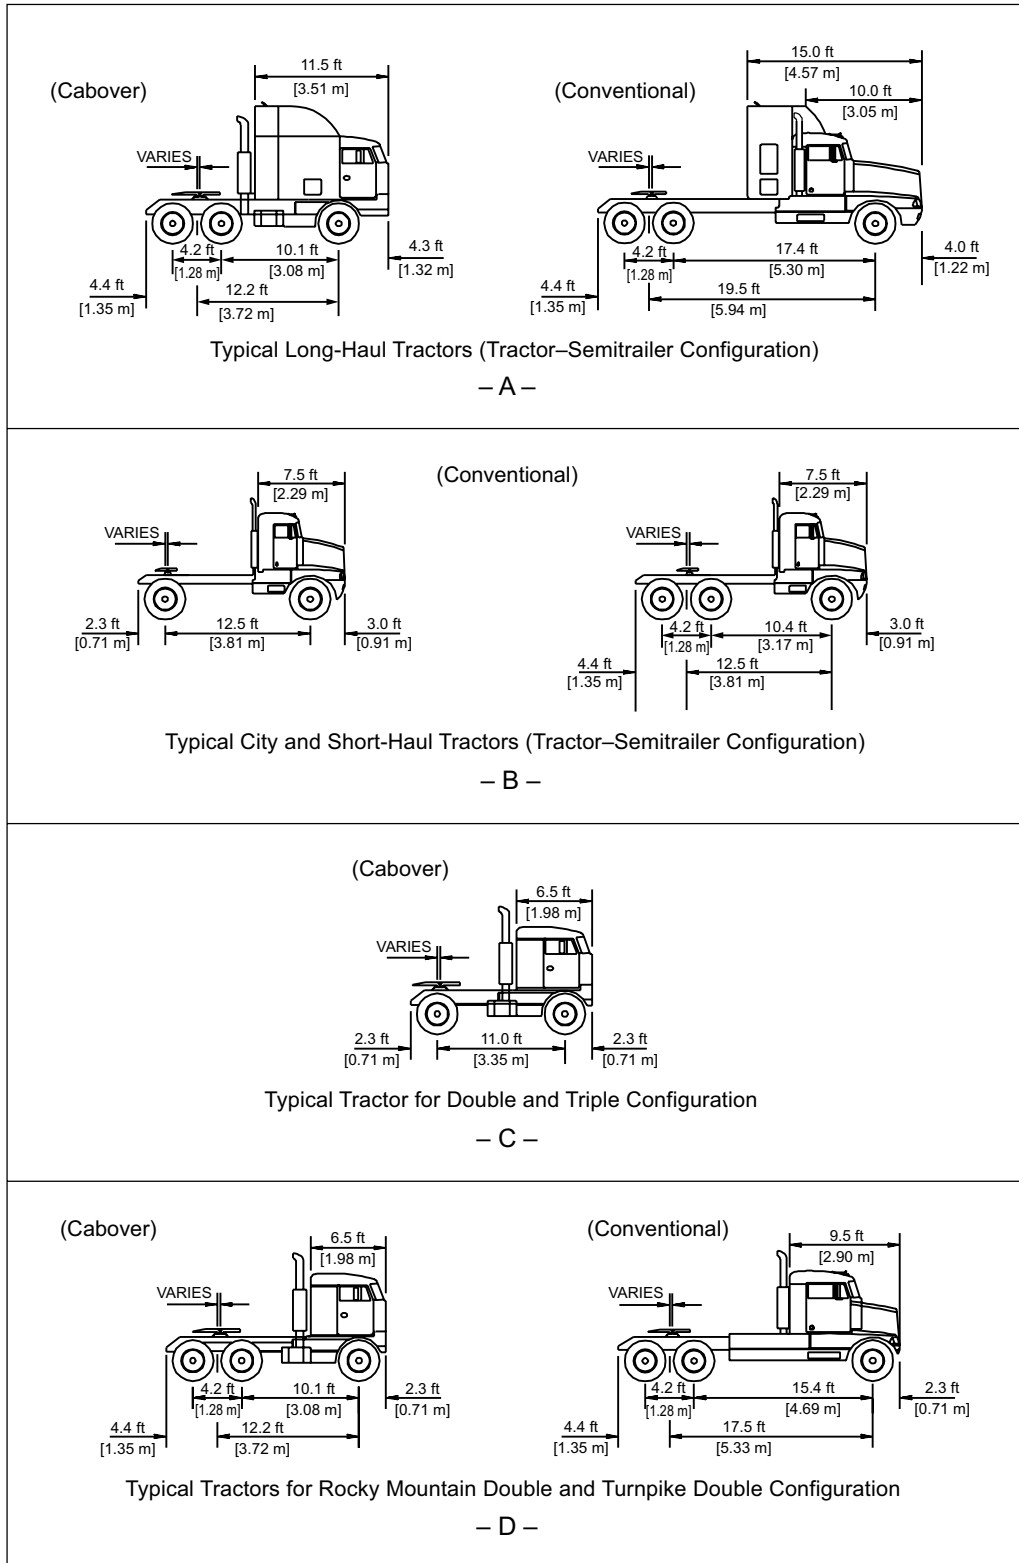 (Cabover)
11.5 ft
[3.51 m]
VARIES
4.2 ft
[1.28 m]
10.1 ft
[3.08 m]
4.3 ft
[1.32 m]
4.4 ft
[1.35 m]
12.2 ft
[3.72 m]
(Conventional)
15.0 ft
[4.57 m]
10.0 ft
[3.05 m]
VARIES
4.2 ft
[1.28 m]
17.4 ft
[5.30 m]
4.0 ft
[1.22 m]
4.4 ft
[1.35 m]
19.5 ft
[5.94 m]
Typical Long-Haul Tractors (Tractor–Semitrailer Configuration)
– A –
(Conventional)
7.5 ft
[2.29 m]
VARIES
2.3 ft
[0.71 m]
12.5 ft
[3.81 m]
3.0 ft
[0.91 m]
7.5 ft
[2.29 m]
VARIES
4.2 ft
[1.28 m]
10.4 ft
[3.17 m]
3.0 ft
[0.91 m]
4.4 ft
[1.35 m]
12.5 ft
[3.81 m]
Typical City and Short-Haul Tractors (Tractor–Semitrailer Configuration)
– B –
(Cabover)
6.5 ft
[1.98 m]
VARIES
2.3 ft
[0.71 m]
11.0 ft
[3.35 m]
2.3 ft
[0.71 m]
Typical Tractor for Double and Triple Configuration
– C –
(Cabover)
6.5 ft
[1.98 m]
VARIES
4.2 ft
[1.28 m]
10.1 ft
[3.08 m]
2.3 ft
[0.71 m]
4.4 ft
[1.35 m]
12.2 ft
[3.72 m]
(Conventional)
9.5 ft
[2.90 m]
VARIES
4.2 ft
[1.28 m]
15.4 ft
[4.69 m]
2.3 ft
[0.71 m]
4.4 ft
[1.35 m]
17.5 ft
[5.33 m]
Typical Tractors for Rocky Mountain Double and Turnpike Double Configuration
– D –